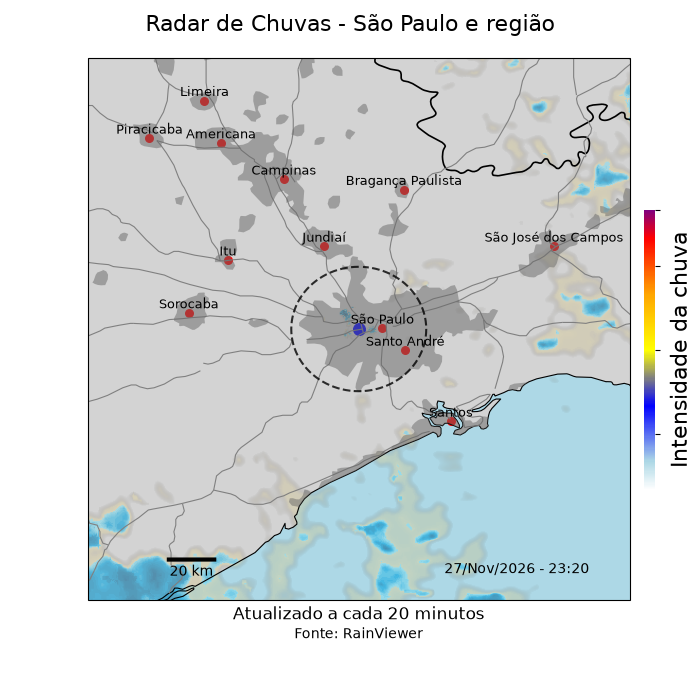 Radar de Chuvas - São Paulo e região
Limeira
Piracicaba
Americana
Campinas
Bragança Paulista
Jundiaí
São José dos Campos
Itu
Sorocaba
São Paulo
Santo André
Santos
Intensidade da chuva
20 km
27/Nov/2026 - 23:20
Atualizado a cada 20 minutos
Fonte: RainViewer